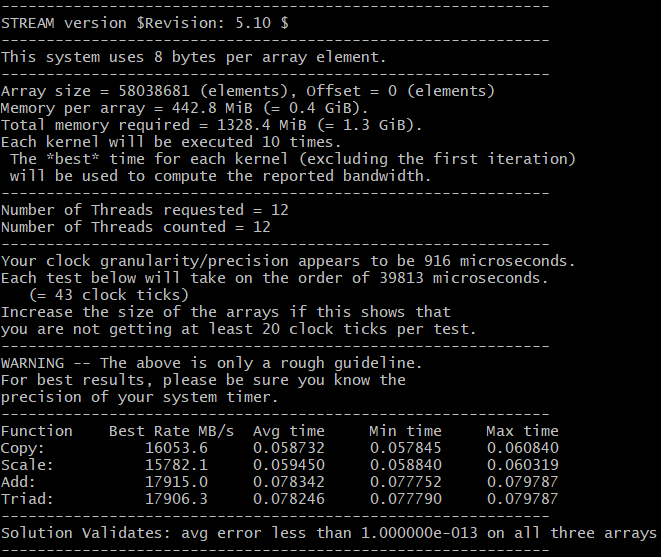 -------------------------------------------------------------
STREAM version $Revision: 5.10 $
-------------------------------------------------------------
This system uses 8 bytes per array element.
-------------------------------------------------------------
Array size = 58038681 (elements), Offset = 0 (elements)
Memory per array = 442.8 MiB (= 0.4 GiB).
Total memory required = 1328.4 MiB (= 1.3 GiB).
Each kernel will be executed 10 times.
 The *best* time for each kernel (excluding the first iteration)
 will be used to compute the reported bandwidth.
-------------------------------------------------------------
Number of Threads requested = 12
Number of Threads counted = 12
-------------------------------------------------------------
Your clock granularity/precision appears to be 916 microseconds.
Each test below will take on the order of 39813 microseconds.
   (= 43 clock ticks)
Increase the size of the arrays if this shows that
you are not getting at least 20 clock ticks per test.
-------------------------------------------------------------
WARNING -- The above is only a rough guideline.
For best results, please be sure you know the
precision of your system timer.
-------------------------------------------------------------
Function    Best Rate MB/s  Avg time     Min time     Max time
Copy:           16053.6     0.058732     0.057845     0.060840
Scale:          15782.1     0.059450     0.058840     0.060319
Add:            17915.0     0.078342     0.077752     0.079787
Triad:          17906.3     0.078246     0.077790     0.079787
-------------------------------------------------------------
Solution Validates: avg error less than 1.000000e-013 on all three arrays
-------------------------------------------------------------